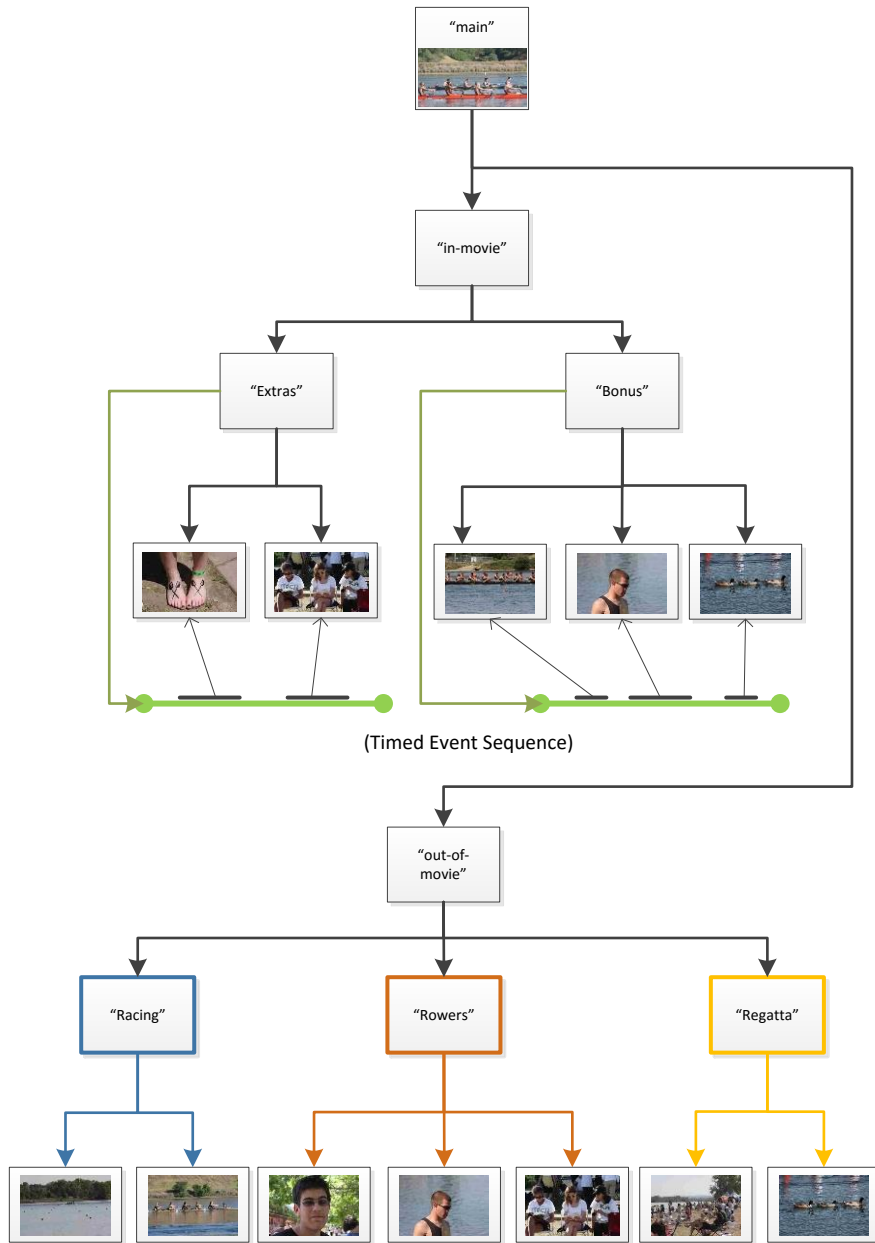 “main”
“in-movie”
“Extras”
“Bonus”
(Timed Event Sequence)
“out-of-
movie”
“Racing”
“Rowers”
“Regatta”